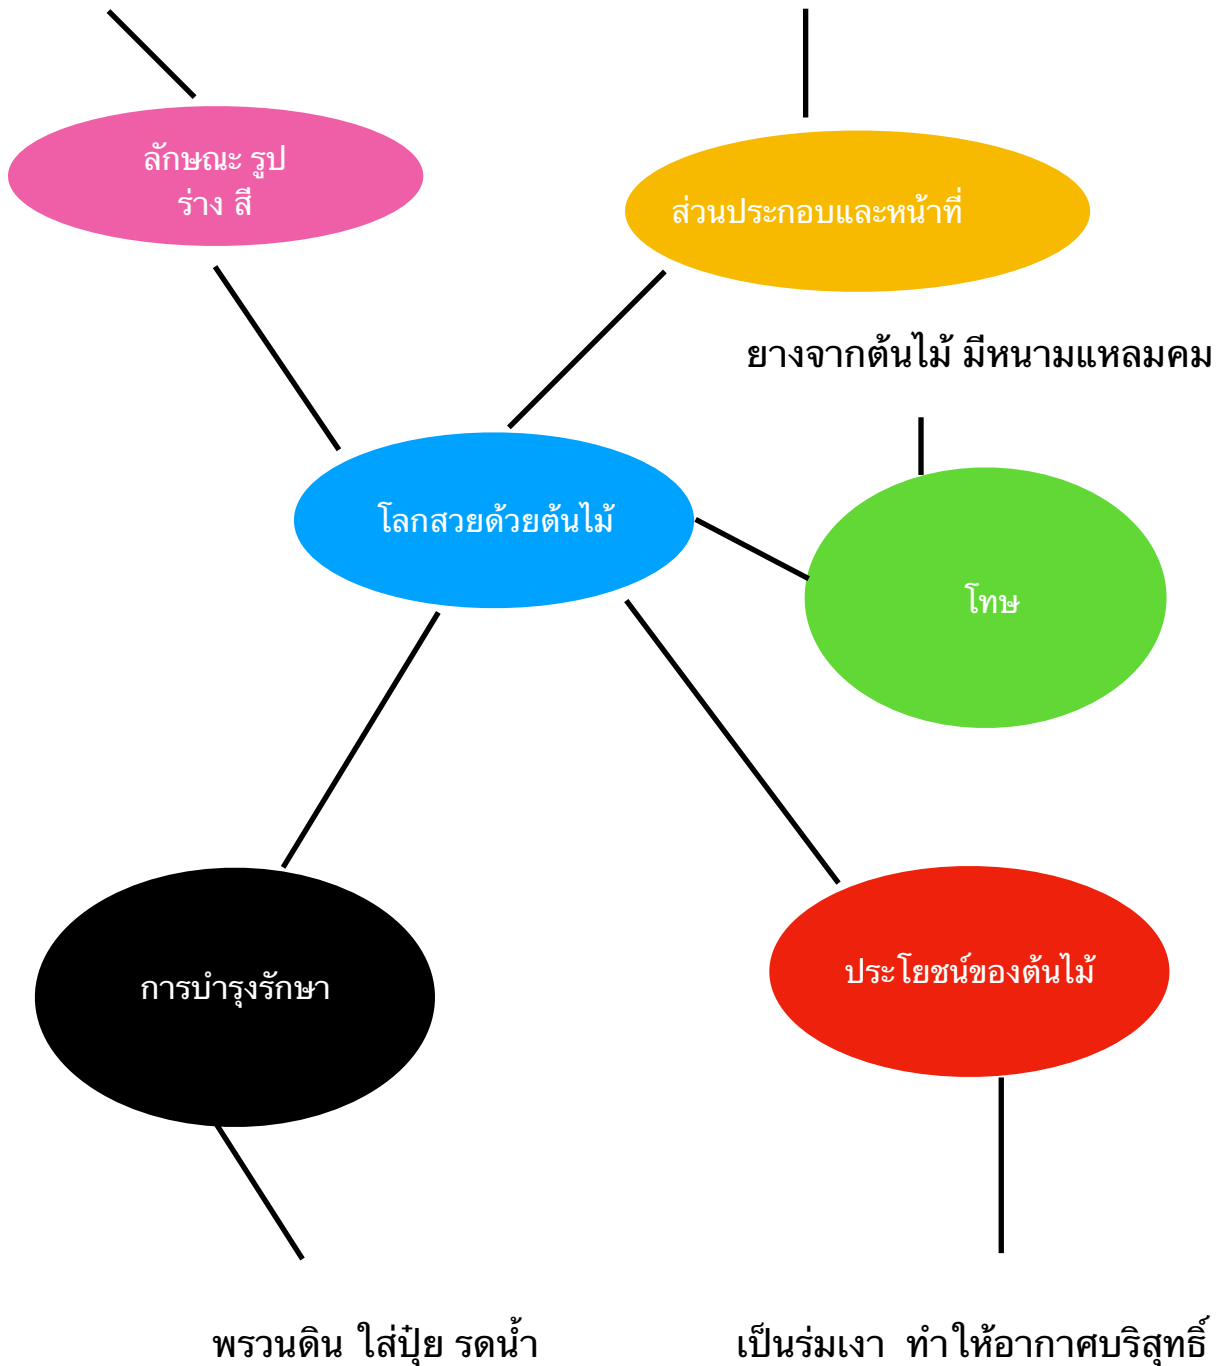 ลักษณะ รูป
ร่าง สี
ส่วนประกอบและหน้าที่
ยางจากต้นไม้ มีหนามแหลมคม
โลกสวยด้วยต้นไม้
โทษ
การบำรุงรักษา
ประโยชน์ของต้นไม้
พรวนดิน ใส่ปุ๋ย รดน้ำ
เป็นร่มเงา ทำให้อากาศบริสุทธิ์